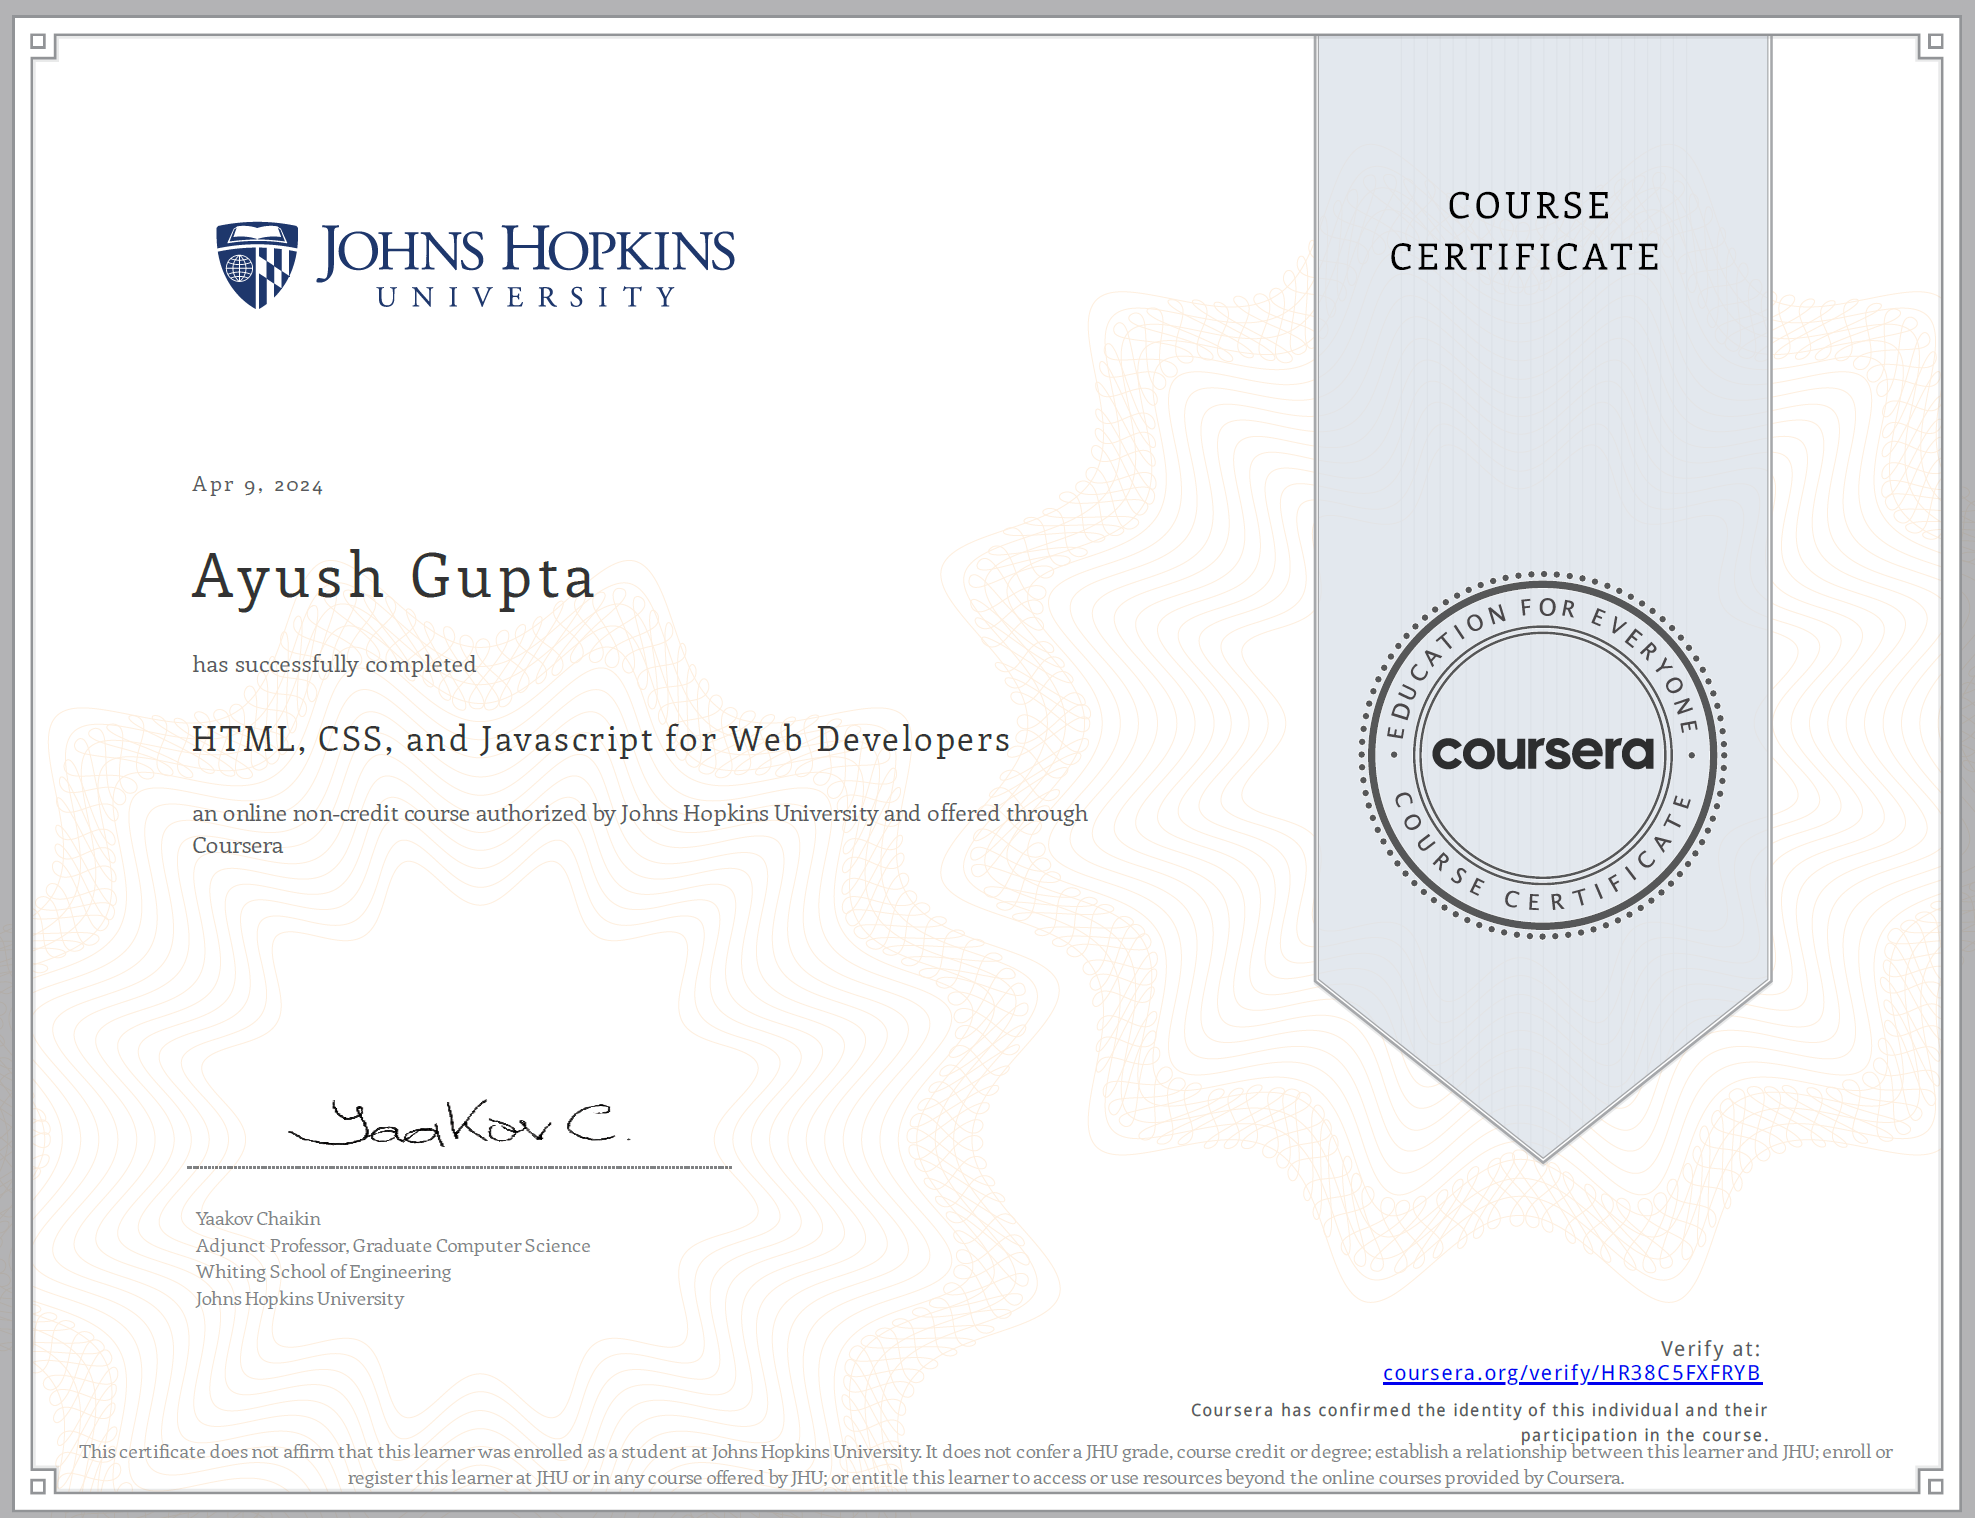 JOHNS HOPKINS
UNIVERSITY
COURSE
CERTIFICATE
Apr 9, 2024
Ayush Gupta
has successfully completed
HTML, CSS, and Javascript for Web Developers
an online non-credit course authorized by Johns Hopkins University and offered through
Coursera
EDUCATION FOR EVERYONE
coursera
COURSE CERTIFICATE
Yaakov C.
Yaakov Chaikin
Adjunct Professor, Graduate Computer Science
Whiting School of Engineering
Johns Hopkins University
Verify at:
coursera.org/verify/HR38C5FXFRYB
Coursera has confirmed the identity of this individual and their
participation in the course.
This certificate does not affirm that this learner was enrolled as a student at Johns Hopkins University. It does not confer a JHU grade, course credit or degree; establish a relationship between this learner and JHU; enroll or
register this learner at JHU or in any course offered by JHU; or entitle this learner to access or use resources beyond the online courses provided by Coursera.